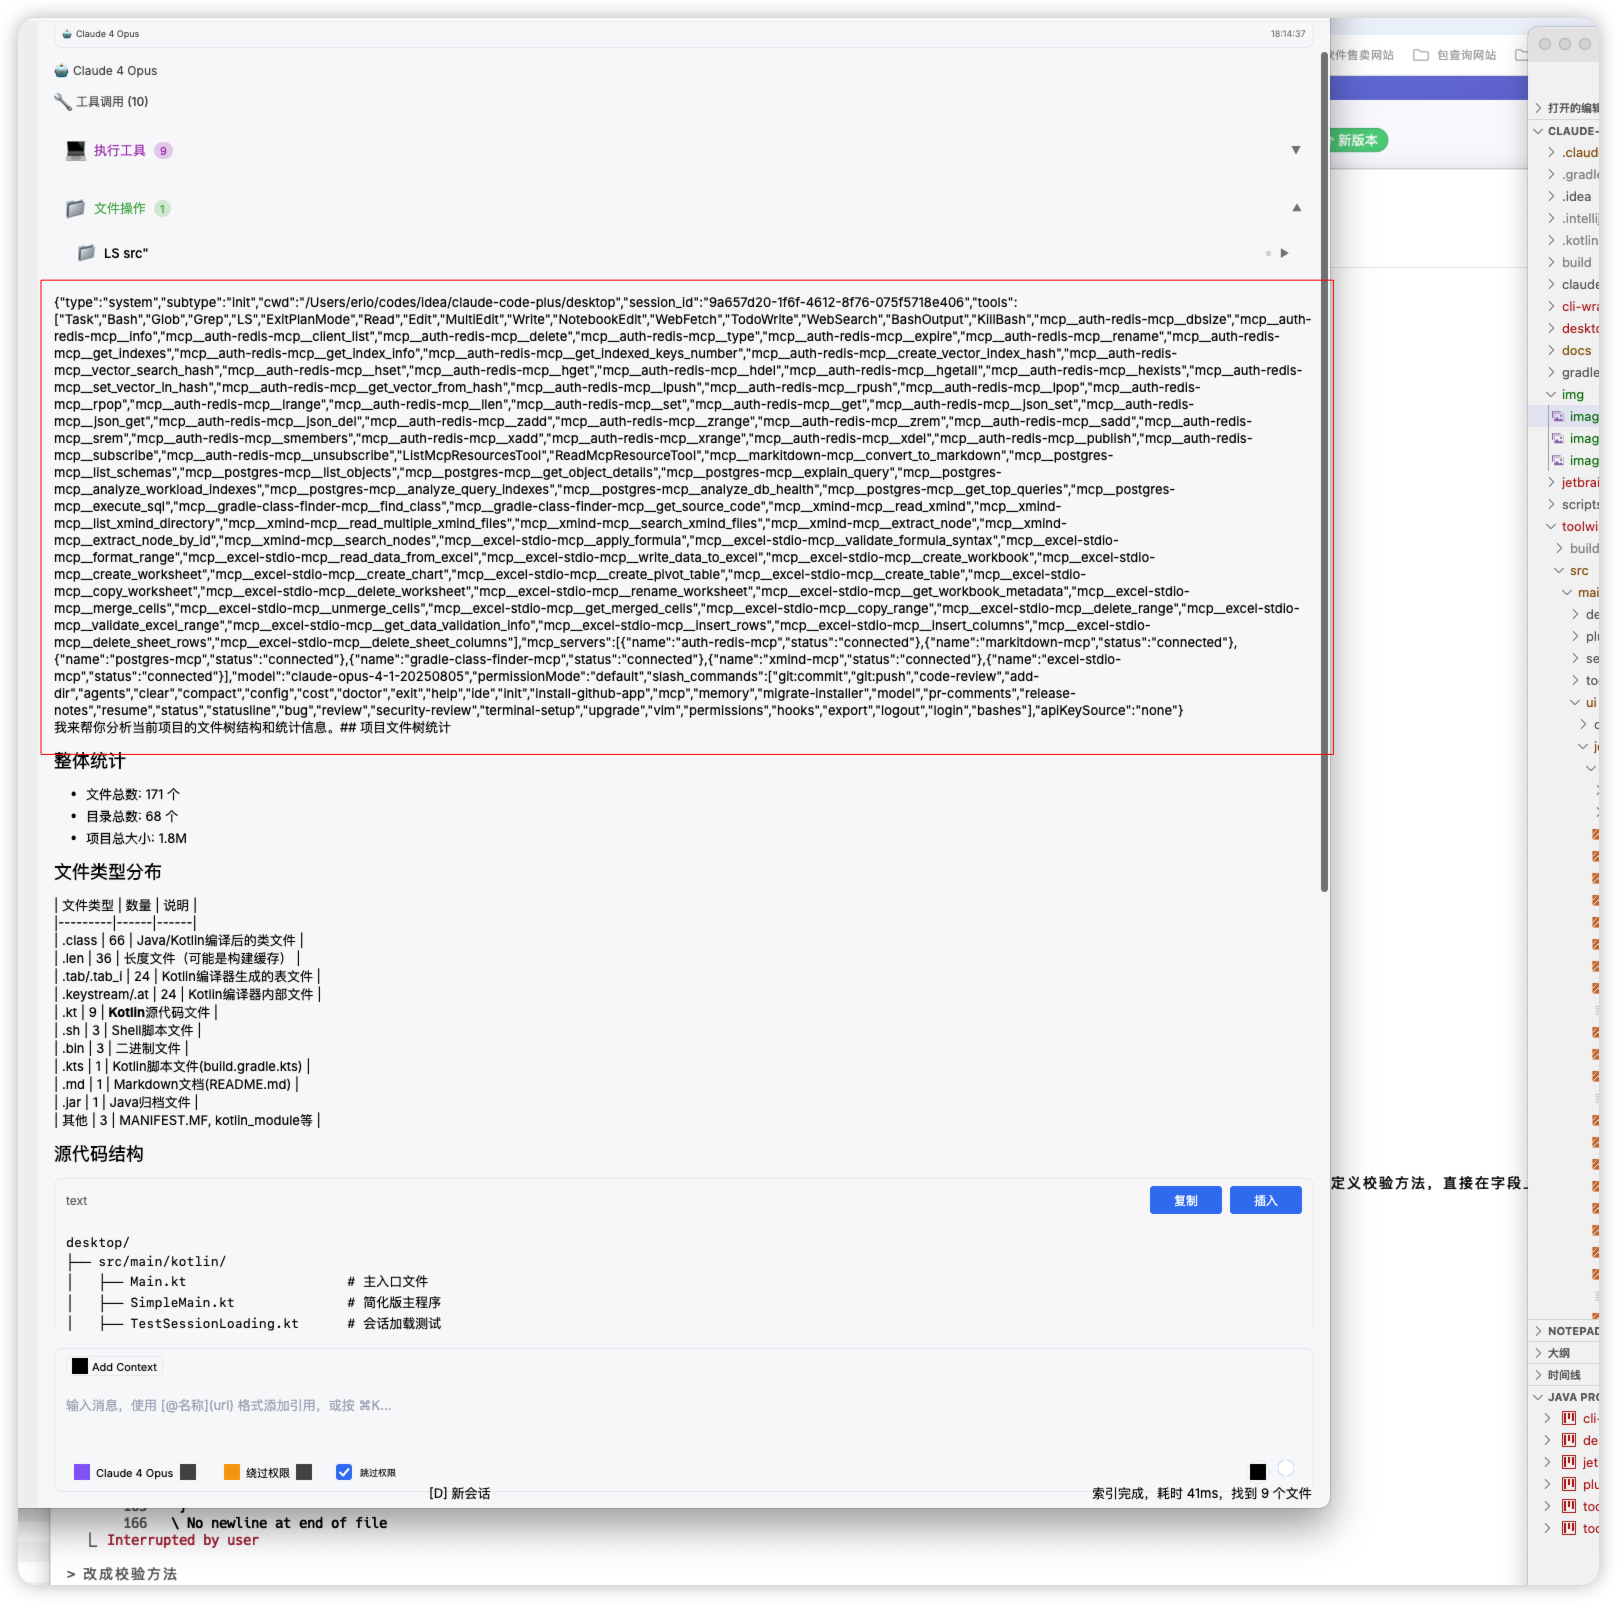 Claude 4 Opus
18:14:37
Claude 4 Opus
工具调用 (10)
执行工具 9
文件操作 1
LS src"
{"type":"system","subtype":"init","cwd":"/Users/erio/codes/idea/claude-code-plus/desktop","session_id":"9a657d20-1f6f-4612-8f76-075f5718e406","tools":
["Task","Bash","Glob","Grep","LS","ExitPlanMode","Read","Edit","MultiEdit","Write","NotebookEdit","WebFetch","TodoWrite","WebSearch","BashOutput","KillBash","mcp__auth-redis-mcp__dbsize","mcp__auth-
redis-mcp__info","mcp__auth-redis-mcp__client_list","mcp__auth-redis-mcp__delete","mcp__auth-redis-mcp__type","mcp__auth-redis-mcp__expire","mcp__auth-redis-mcp__rename","mcp__auth-redis-
mcp__get_indexes","mcp__auth-redis-mcp__get_index_info","mcp__auth-redis-mcp__get_indexed_keys_number","mcp__auth-redis-mcp__create_vector_index_hash","mcp__auth-redis-
mcp__vector_search_hash","mcp__auth-redis-mcp__hset","mcp__auth-redis-mcp__hget","mcp__auth-redis-mcp__hdel","mcp__auth-redis-mcp__hgetall","mcp__auth-redis-mcp__hexists","mcp__auth-redis-
mcp__set_vector_in_hash","mcp__auth-redis-mcp__get_vector_from_hash","mcp__auth-redis-mcp__lpush","mcp__auth-redis-mcp__rpush","mcp__auth-redis-mcp__lpop","mcp__auth-redis-
mcp__rpop","mcp__auth-redis-mcp__lrange","mcp__auth-redis-mcp__llen","mcp__auth-redis-mcp__set","mcp__auth-redis-mcp__get","mcp__auth-redis-mcp__json_set","mcp__auth-redis-
mcp__json_get","mcp__auth-redis-mcp__json_del","mcp__auth-redis-mcp__zadd","mcp__auth-redis-mcp__zrange","mcp__auth-redis-mcp__zrem","mcp__auth-redis-mcp__sadd","mcp__auth-redis-
mcp__srem","mcp__auth-redis-mcp__smembers","mcp__auth-redis-mcp__xadd","mcp__auth-redis-mcp__xrange","mcp__auth-redis-mcp__xdel","mcp__auth-redis-mcp__publish","mcp__auth-redis-
mcp__subscribe","mcp__auth-redis-mcp__unsubscribe","ListMcpResourcesTool","ReadMcpResourceTool","mcp__markitdown-mcp__convert_to_markdown","mcp__postgres-
mcp__list_schemas","mcp__postgres-mcp__list_objects","mcp__postgres-mcp__get_object_details","mcp__postgres-mcp__explain_query","mcp__postgres-
mcp__analyze_workload_indexes","mcp__postgres-mcp__analyze_query_indexes","mcp__postgres-mcp__analyze_db_health","mcp__postgres-mcp__get_top_queries","mcp__postgres-
mcp__execute_sql","mcp__gradle-class-finder-mcp__find_class","mcp__gradle-class-finder-mcp__get_source_code","mcp__xmind-mcp__read_xmind","mcp__xmind-
mcp__list_xmind_directory","mcp__xmind-mcp__read_multiple_xmind_files","mcp__xmind-mcp__search_xmind_files","mcp__xmind-mcp__extract_node","mcp__xmind-
mcp__extract_node_by_id","mcp__xmind-mcp__search_nodes","mcp__excel-stdio-mcp__apply_formula","mcp__excel-stdio-mcp__validate_formula_syntax","mcp__excel-stdio-
mcp__format_range","mcp__excel-stdio-mcp__read_data_from_excel","mcp__excel-stdio-mcp__write_data_to_excel","mcp__excel-stdio-mcp__create_workbook","mcp__excel-stdio-
mcp__create_worksheet","mcp__excel-stdio-mcp__create_chart","mcp__excel-stdio-mcp__create_pivot_table","mcp__excel-stdio-mcp__create_table","mcp__excel-stdio-
mcp__copy_worksheet","mcp__excel-stdio-mcp__delete_worksheet","mcp__excel-stdio-mcp__rename_worksheet","mcp__excel-stdio-mcp__get_workbook_metadata","mcp__excel-stdio-
mcp__merge_cells","mcp__excel-stdio-mcp__unmerge_cells","mcp__excel-stdio-mcp__get_merged_cells","mcp__excel-stdio-mcp__copy_range","mcp__excel-stdio-mcp__delete_range","mcp__excel-stdio-
mcp__validate_excel_range","mcp__excel-stdio-mcp__get_data_validation_info","mcp__excel-stdio-mcp__insert_rows","mcp__excel-stdio-mcp__insert_columns","mcp__excel-stdio-
mcp__delete_sheet_rows","mcp__excel-stdio-mcp__delete_sheet_columns"],"mcp_servers":[{"name":"auth-redis-mcp","status":"connected"},{"name":"markitdown-mcp","status":"connected"},
{"name":"postgres-mcp","status":"connected"},{"name":"gradle-class-finder-mcp","status":"connected"},{"name":"xmind-mcp","status":"connected"},{"name":"excel-stdio-
mcp","status":"connected"}],"model":"claude-opus-4-1-20250805","permissionMode":"default","slash_commands":["git:commit","git:push","code-review","add-
dir","agents","clear","compact","config","cost","doctor","exit","help","ide","init","install-github-app","mcp","memory","migrate-installer","model","pr-comments","release-
notes","resume","status","statusline","bug","review","security-review","terminal-setup","upgrade","vim","permissions","hooks","export","logout","login","bashes"],"apiKeySource":"none"}
我来帮你分析当前项目的文件树结构和统计信息。## 项目文件树统计
整体统计
• 文件总数: 171 个
• 目录总数: 68 个
• 项目总大小: 1.8M
文件类型分布
| 文件类型 | 数量 | 说明 |
|---------|------|------|
| .class | 66 | Java/Kotlin编译后的类文件 |
| .len | 36 | 长度文件（可能是构建缓存） |
| .tab/.tab_i | 24 | Kotlin编译器生成的表文件 |
| .keystream/.at | 24 | Kotlin编译器内部文件 |
| .kt | 9 | Kotlin源代码文件 |
| .sh | 3 | Shell脚本文件 |
| .bin | 3 | 二进制文件 |
| .kts | 1 | Kotlin脚本文件(build.gradle.kts) |
| .md | 1 | Markdown文档(README.md) |
| .jar | 1 | Java归档文件 |
| 其他 | 3 | MANIFEST.MF, kotlin_module等 |
源代码结构
text
复制
插入
desktop/
├── src/main/kotlin/
│   ├── Main.kt # 主入口文件
│   ├── SimpleMain.kt # 简化版主程序
│   ├── TestSessionLoading.kt # 会话加载测试
Add Context
输入消息，使用 [@名称](url) 格式添加引用，或按 ⌘K...
Claude 4 Opus
绕过权限
跳过权限
[D] 新会话
索引完成，耗时 41ms，找到 9 个文件
166 \ No newline at end of file
Interrupted by user
> 改成校验方法
件售卖网站
包查询网站
新版本
定义校验方法，直接在字段
打开的编辑
CLAUDE-
.claud
.gradle
.idea
.intelli
.kotlin
build
claude
cli-wra
deskto
docs
gradle
img
imag
imag
imag
jetbrai
scripts
toolwi
build
src
mai
de
plu
se
to
ui
NOTEPAD
大纲
时间线
JAVA PRO
cli-
de
jet
plu
too
too